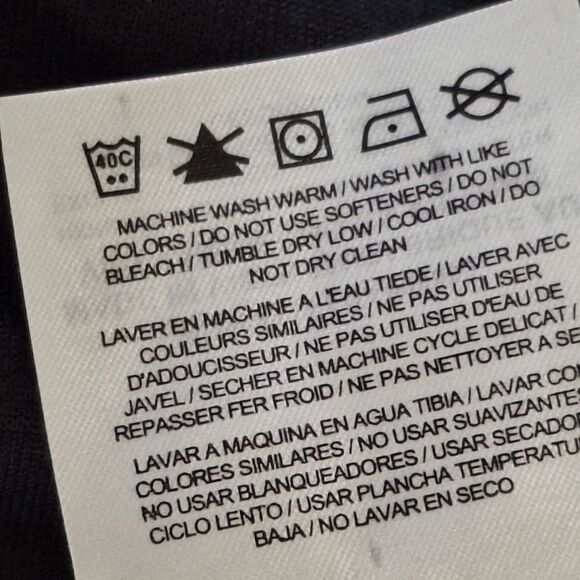 40C
MACHINE WASH WARM / WASH WITH LIKE
COLORS / DO NOT USE SOFTENERS / DO NOT
BLEACH / TUMBLE DRY LOW / COOL IRON / DO
NOT DRY CLEAN
LAVER EN MACHINE A L'EAU TIEDE / LAVER AVEC
COULEURS SIMILAIRES / NE PAS UTILISER
D'ADOUCISSEUR / NE PAS UTILISER D'EAU DE
JAVEL / SECHER EN MACHINE CYCLE DELICAT /
REPASSER FER FROID / NE PAS NETTOYER A SE
LAVAR A MAQUINA EN AGUA TIBIA / LAVAR CO
COLORES SIMILARES / NO USAR SUAVIZANTES
NO USAR BLANQUEADORES / USAR SECADO
CICLO LENTO / USAR PLANCHA TEMPERATU
BAJA / NO LAVAR EN SECO